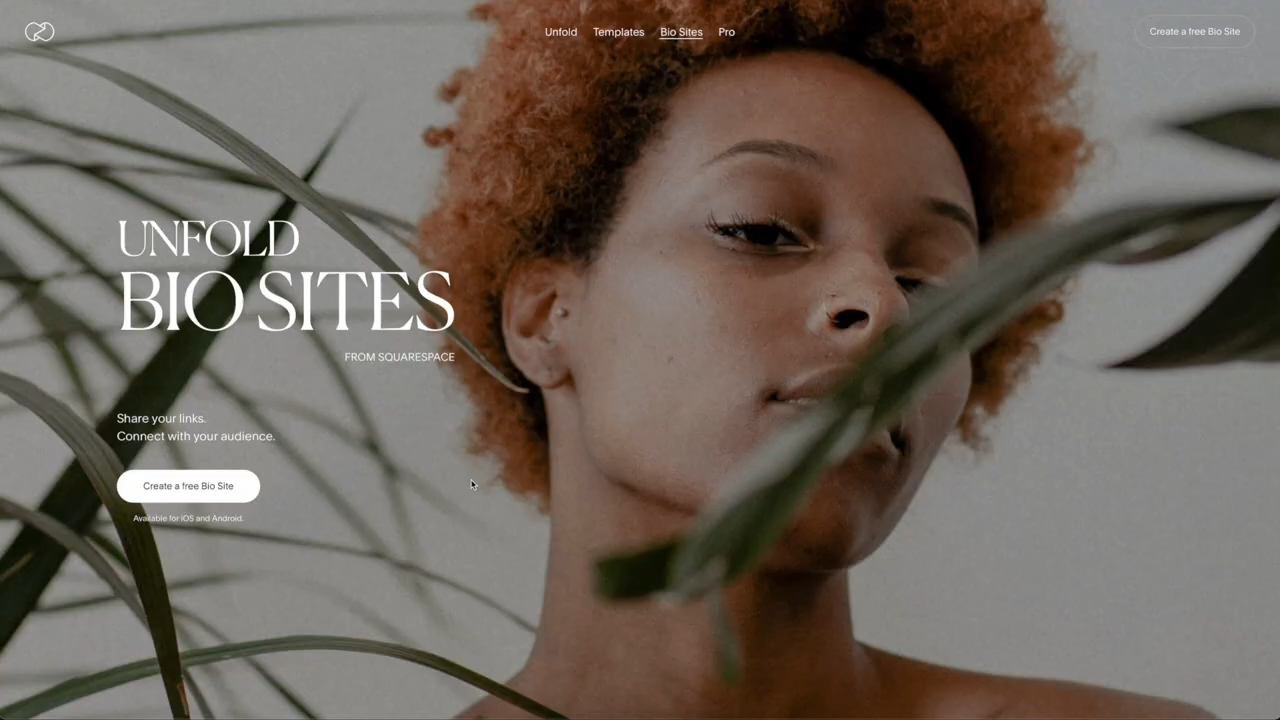 Unfold
Templates
Bio Sites
Pro
Create a free Bio Site
UNFOLD
BIO SITES
FROM SQUARESPACE
Share your links.
Connect with your audience.
Create a free Bio Site
Available for iOS and Android.